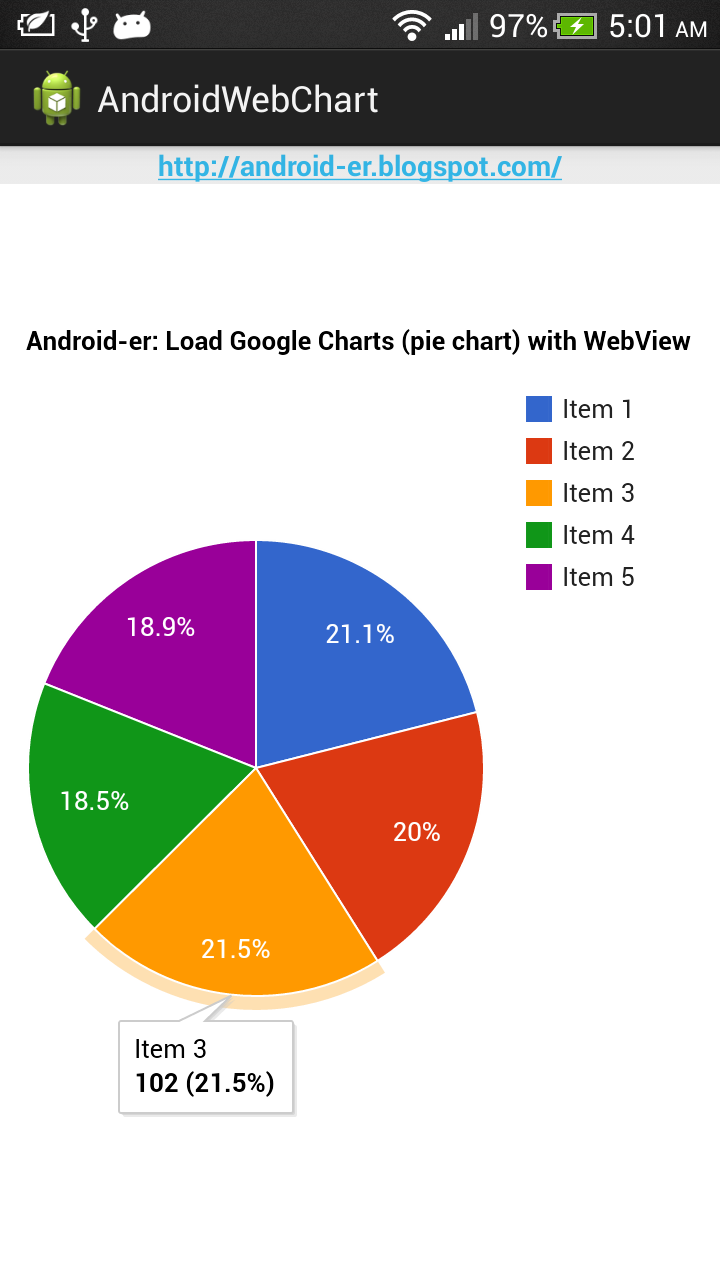 97% 5:01 AM
AndroidWebChart
http://android-er.blogspot.com/
Android-er: Load Google Charts (pie chart) with WebView
Item 1
Item 2
Item 3
Item 4
Item 5
18.9%
21.1%
18.5%
20%
21.5%
Item 3
102 (21.5%)